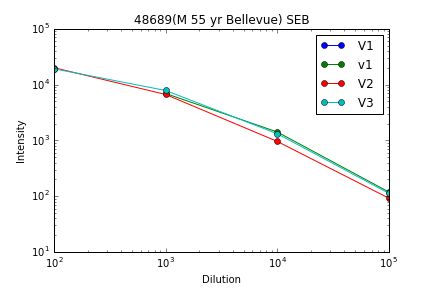 48689(M 55 yr Bellevue) SEB
10^5
10^4
10^3
10^2
10^1
Intensity
V1
v1
V2
V3
10^2 10^3 10^4 10^5
Dilution